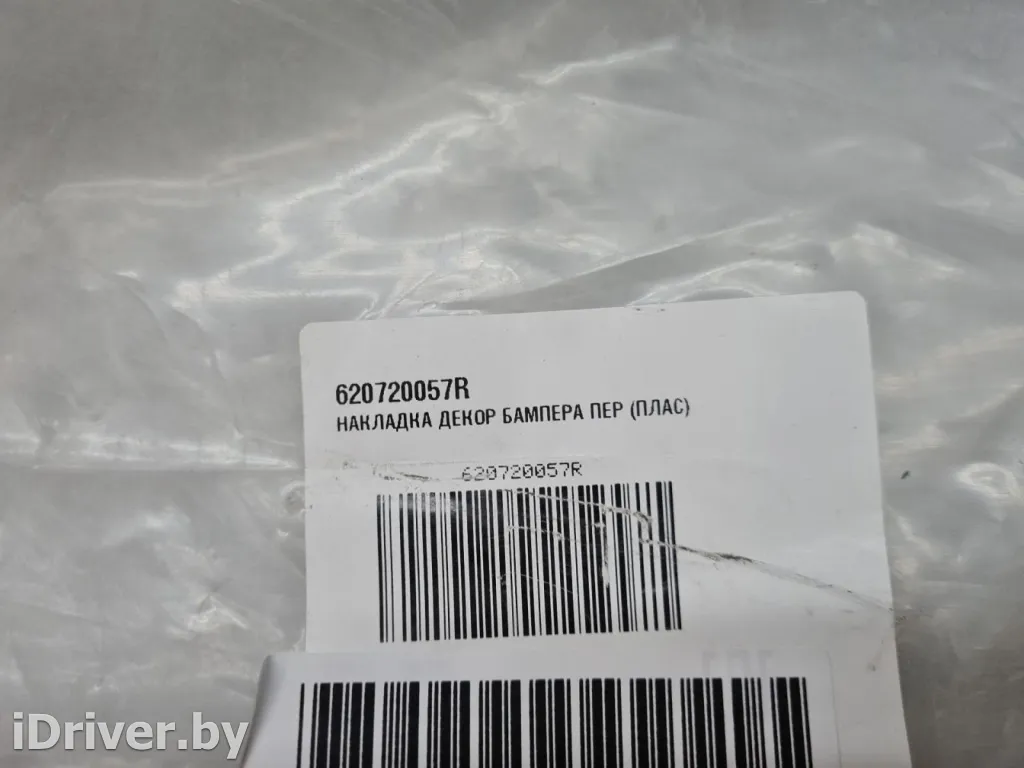 620720057R
НАКЛАДКА ДЕКОР БАМПЕРА ПЕР (ПЛАС)
620720057R
iDriver.by